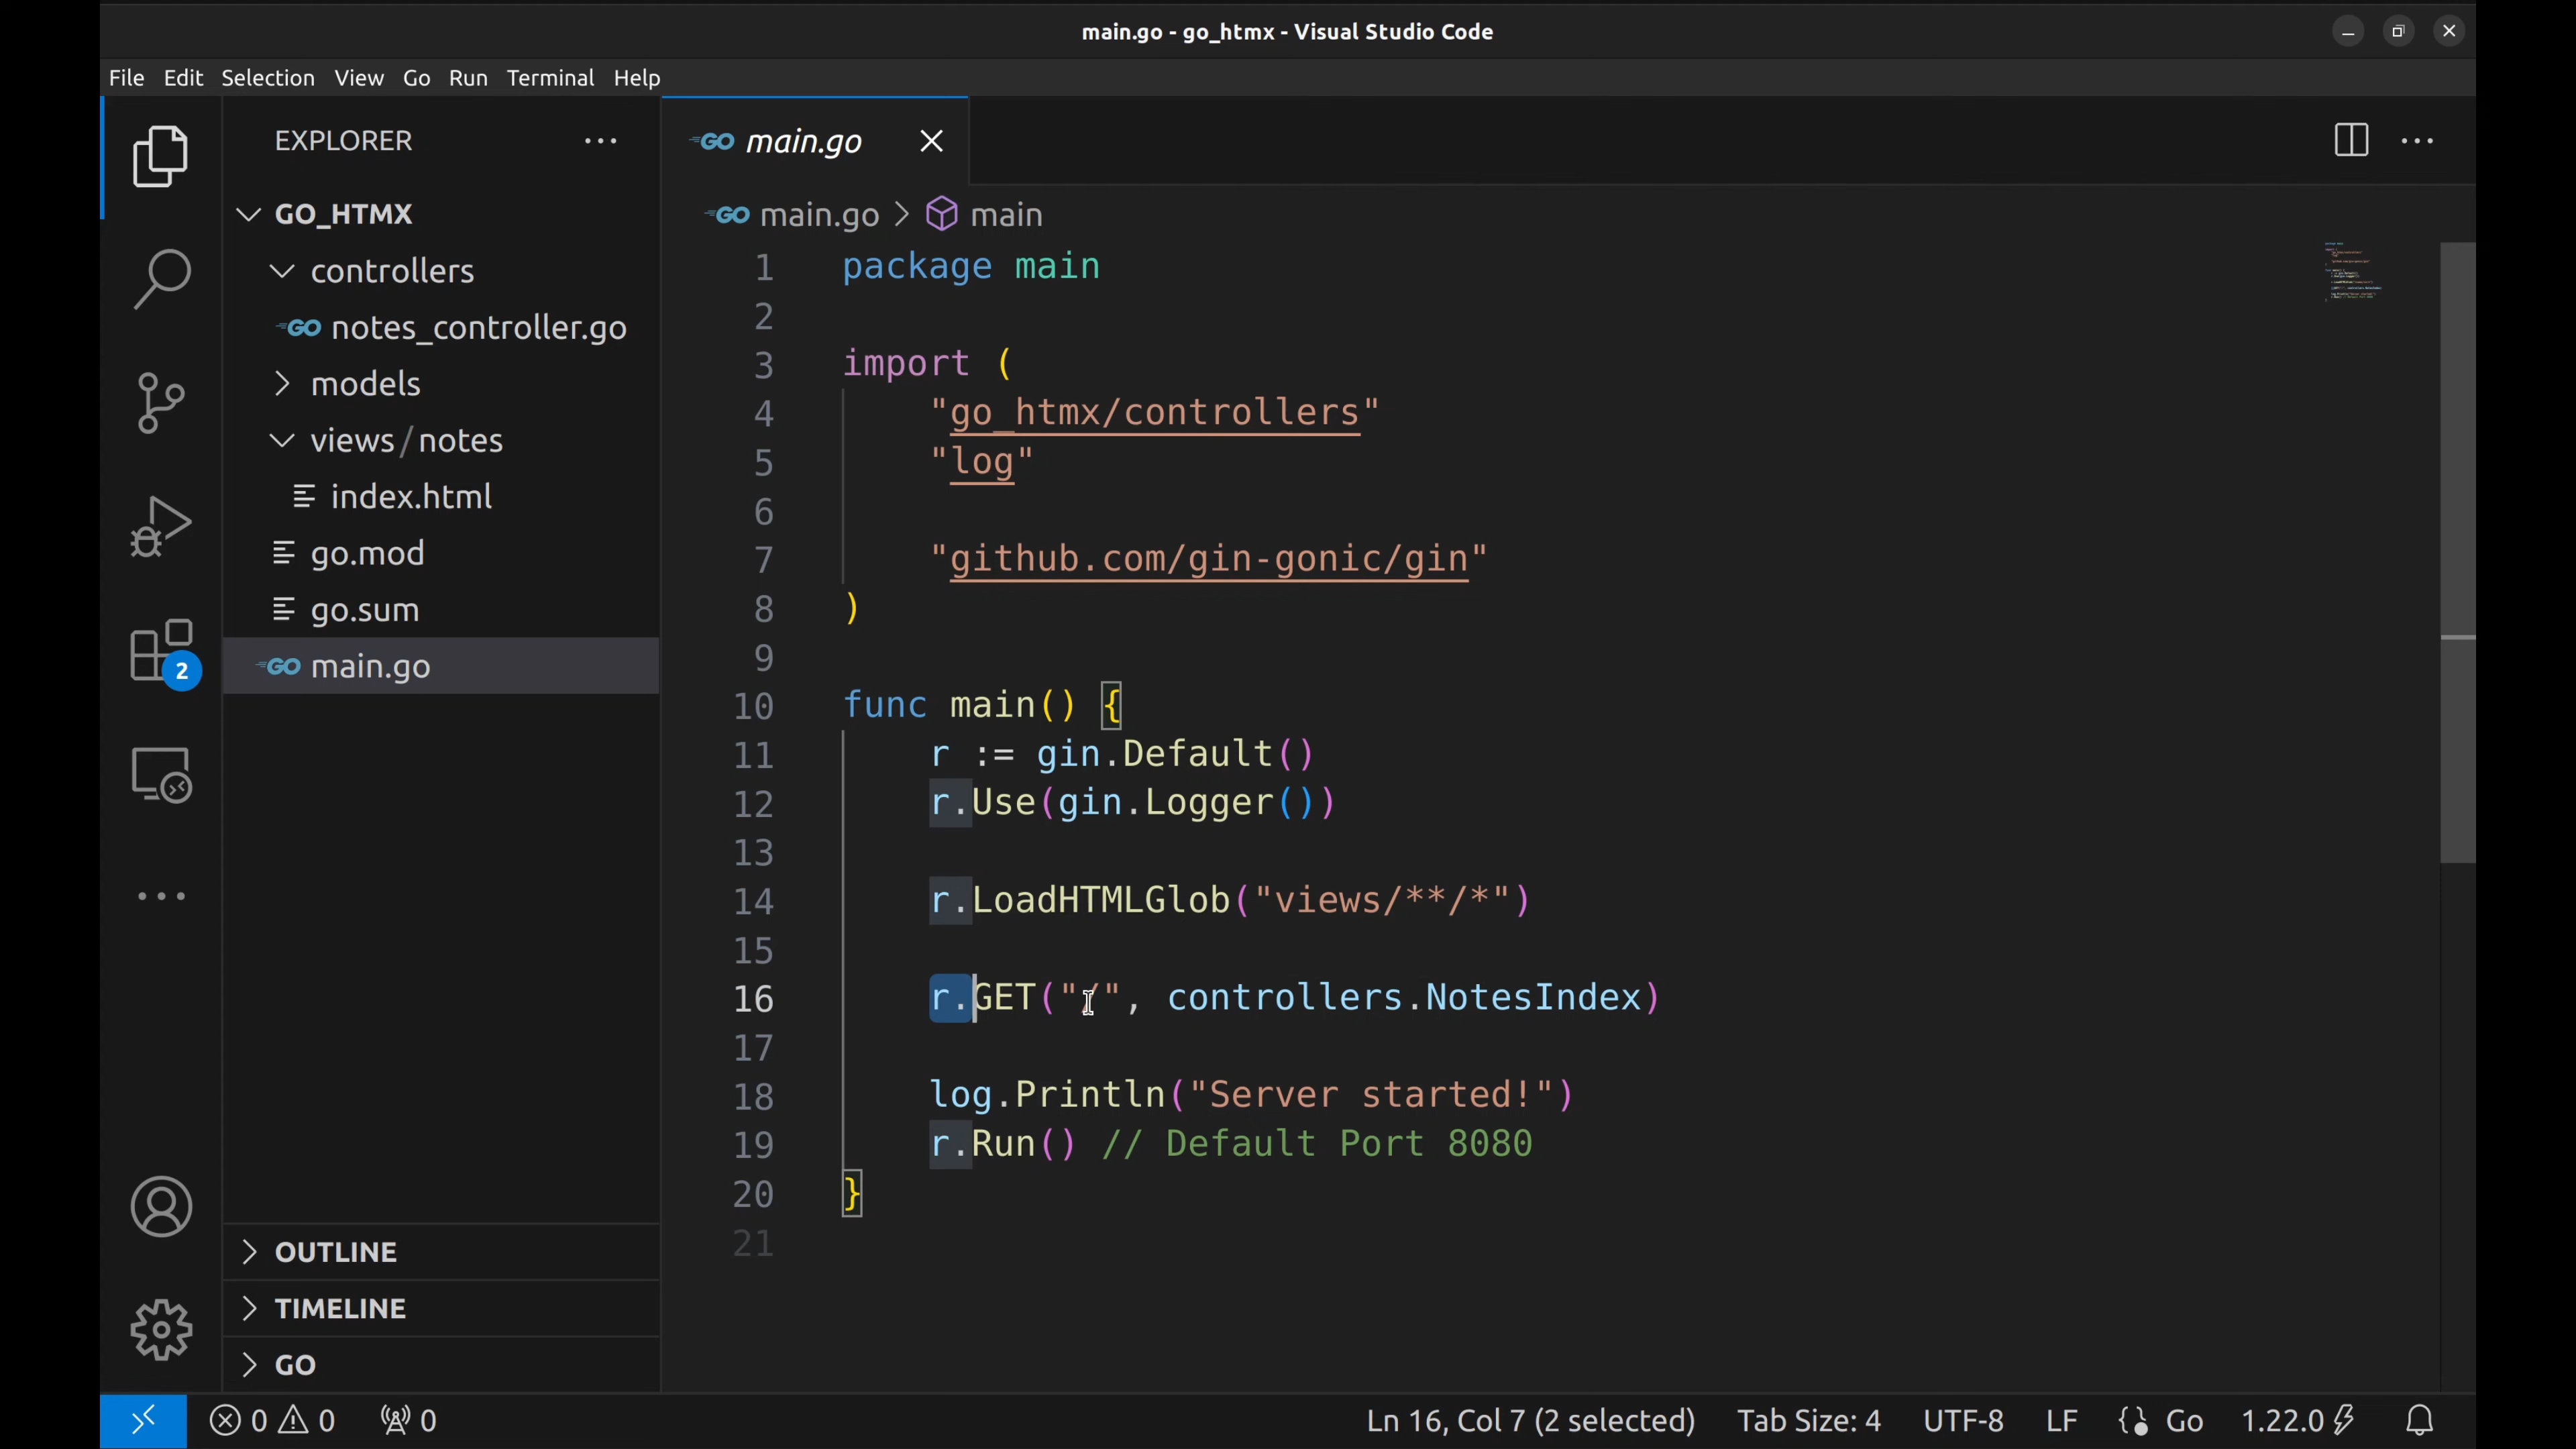 main.go - go_htmx - Visual Studio Code
File Edit Selection View Go Run Terminal Help
EXPLORER
GO_HTMX
controllers
GO notes_controller.go
models
views/notes
index.html
go.mod
go.sum
GO main.go
2
OUTLINE
TIMELINE
GO
GO main.go
GO main.go > main
1 package main
2
3 import (
4 "go_htmx/controllers"
5 "log"
6
7 "github.com/gin-gonic/gin"
8 )
9
10 func main() {
11 r := gin.Default()
12 r.Use(gin.Logger())
13
14 r.LoadHTMLGlob("views/**/*")
15
16 r.GET("/", controllers.NotesIndex)
17
18 log.Println("Server started!")
19 r.Run() // Default Port 8080
20 }
21
0 0 0 Ln 16, Col 7 (2 selected) Tab Size: 4 UTF-8 LF Go 1.22.0